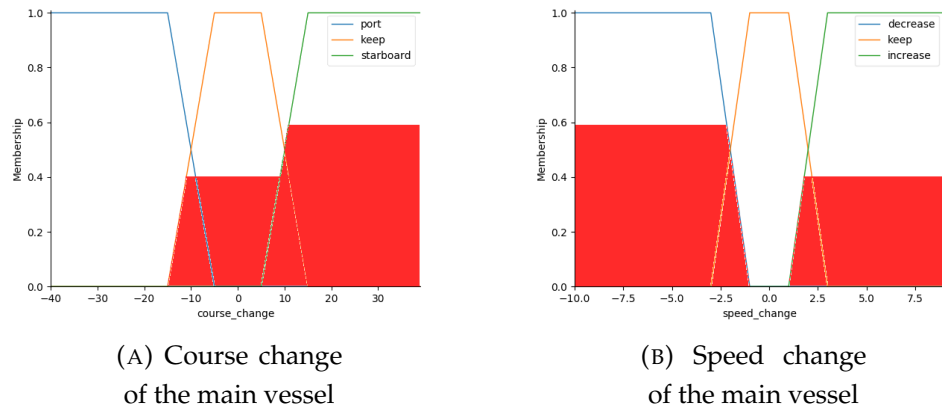 1.0
port
keep
starboard
0.8
0.6
Membership
0.4
0.2
0.0
−40 −30 −20 −10 0 10 20 30
course_change
(A) Course change
of the main vessel
1.0
decrease
keep
increase
0.8
0.6
Membership
0.4
0.2
0.0
−10.0 −7.5 −5.0 −2.5 0.0 2.5 5.0 7.5
speed_change
(B) Speed change
of the main vessel